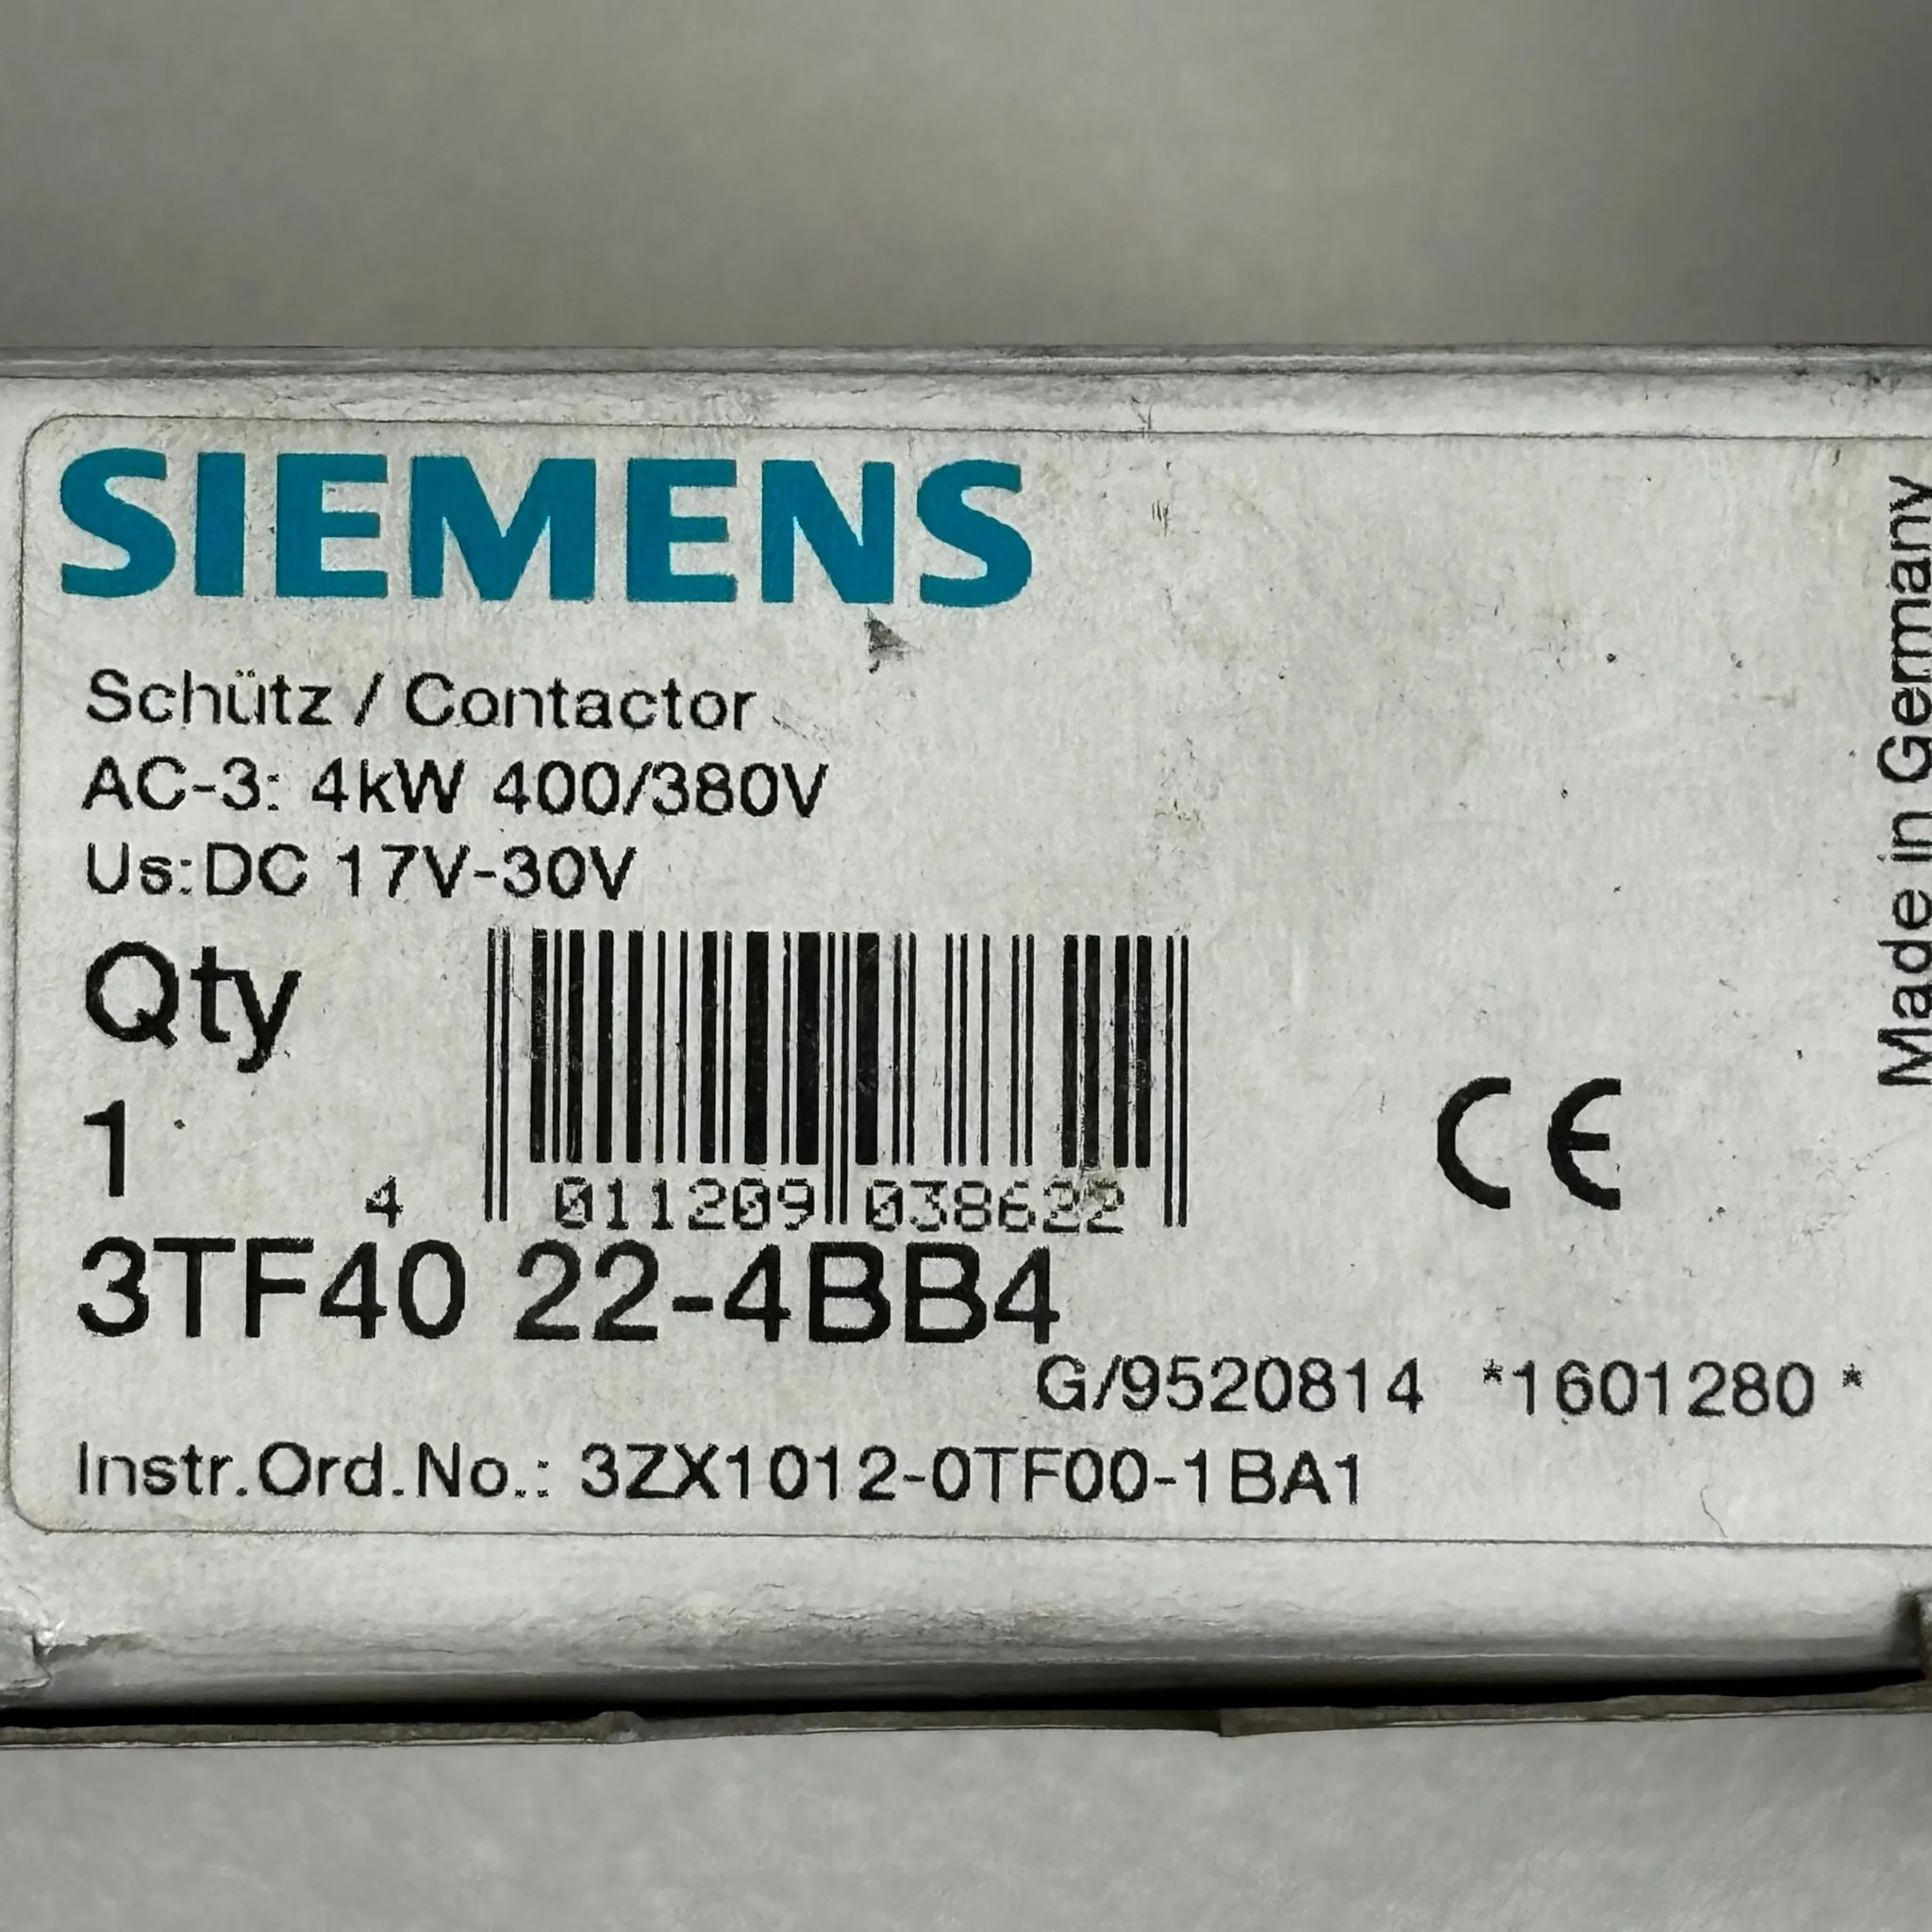 SIEMENS
Schütz / Contactor
AC-3: 4kW 400/380V
Us:DC 17V-30V
Qty
1
4 011209 038622
3TF40 22-4BB4
G/9520814 *1601280 *
Instr.Ord.No.: 3ZX1012-0TF00-1BA1
CE
Made in Germany